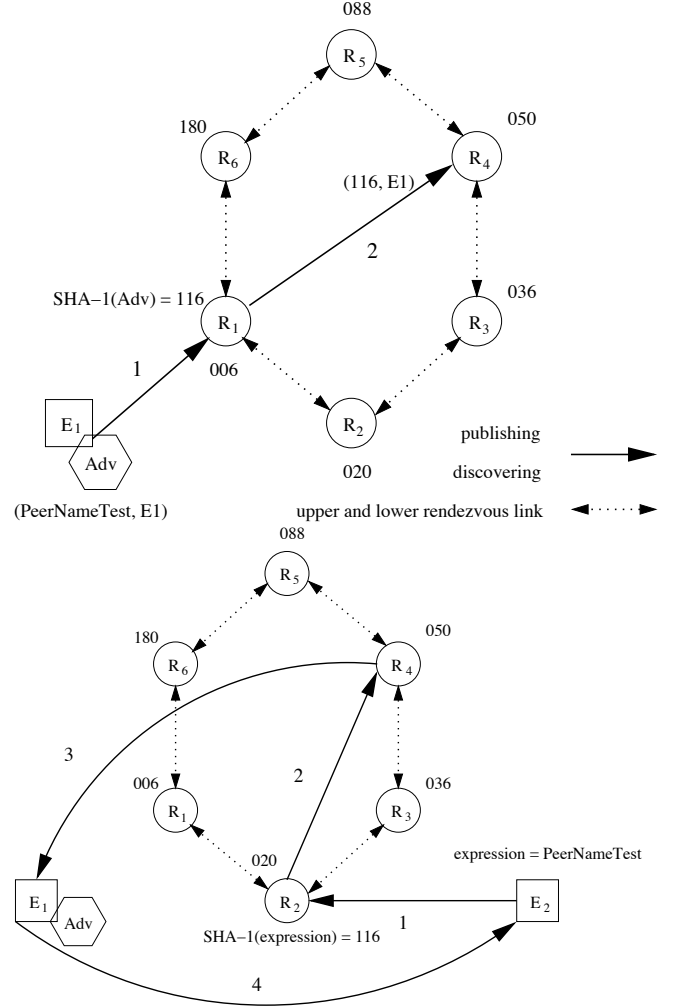 088
R5
180
050
R6
R4
(116, E1)
2
SHA–1(Adv) = 116
036
R1
R3
1
006
E1
R2
publishing
Adv
020
discovering
(PeerNameTest, E1)
upper and lower rendezvous link
088
R5
180
050
R6
R4
3
2
006
036
R1
R3
020
expression = PeerNameTest
E1
R2
E2
Adv
1
SHA–1(expression) = 116
4